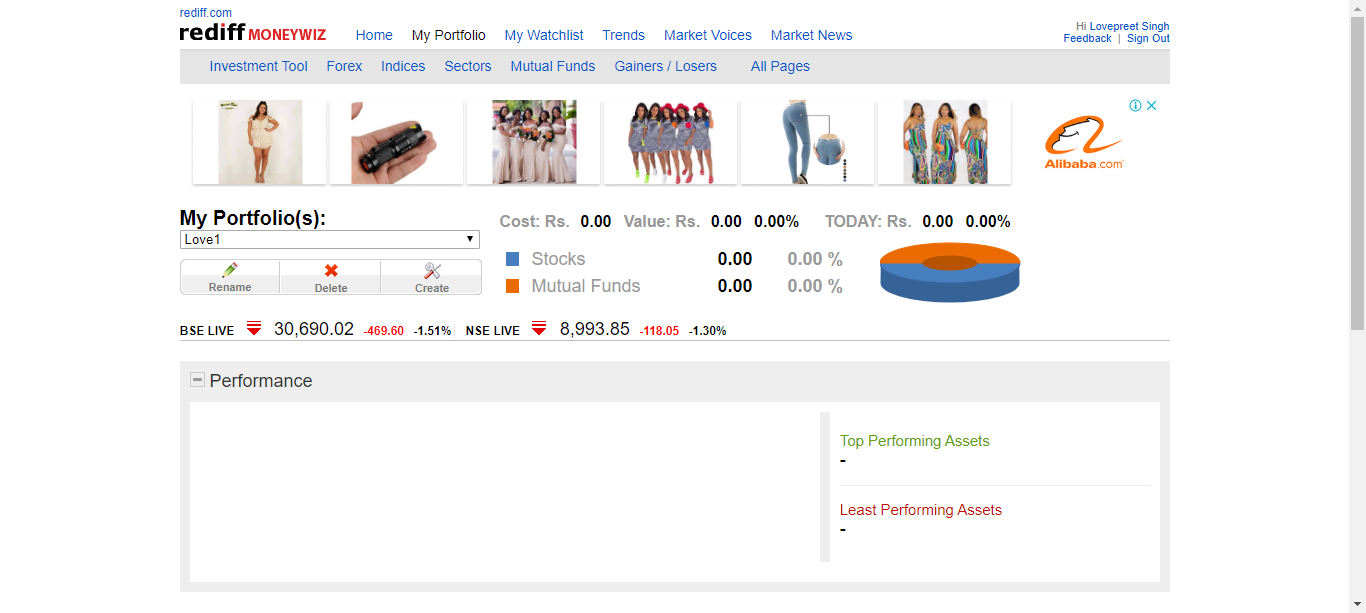 rediff.com
rediff MONEYWIZ Home My Portfolio My Watchlist Trends Market Voices Market News
Hi Lovepreet Singh
Feedback | Sign Out
Investment Tool Forex Indices Sectors Mutual Funds Gainers / Losers All Pages
Alibaba.com
My Portfolio(s):
Love1
Rename Delete Create
Cost: Rs. 0.00 Value: Rs. 0.00 0.00% TODAY: Rs. 0.00 0.00%
Stocks 0.00 0.00 %
Mutual Funds 0.00 0.00 %
BSE LIVE 30,690.02 -469.60 -1.51% NSE LIVE 8,993.85 -118.05 -1.30%
Performance
Top Performing Assets
-
Least Performing Assets
-